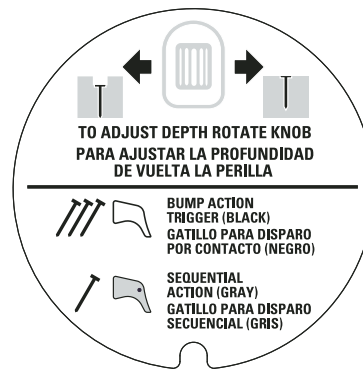 TO ADJUST DEPTH ROTATE KNOB
PARA AJUSTAR LA PROFUNDIDAD
DE VUELTA LA PERILLA
BUMP ACTION
TRIGGER (BLACK)
GATILLO PARA DISPARO
POR CONTACTO (NEGRO)
SEQUENTIAL
ACTION (GRAY)
GATILLO PARA DISPARO
SECUENCIAL (GRIS)